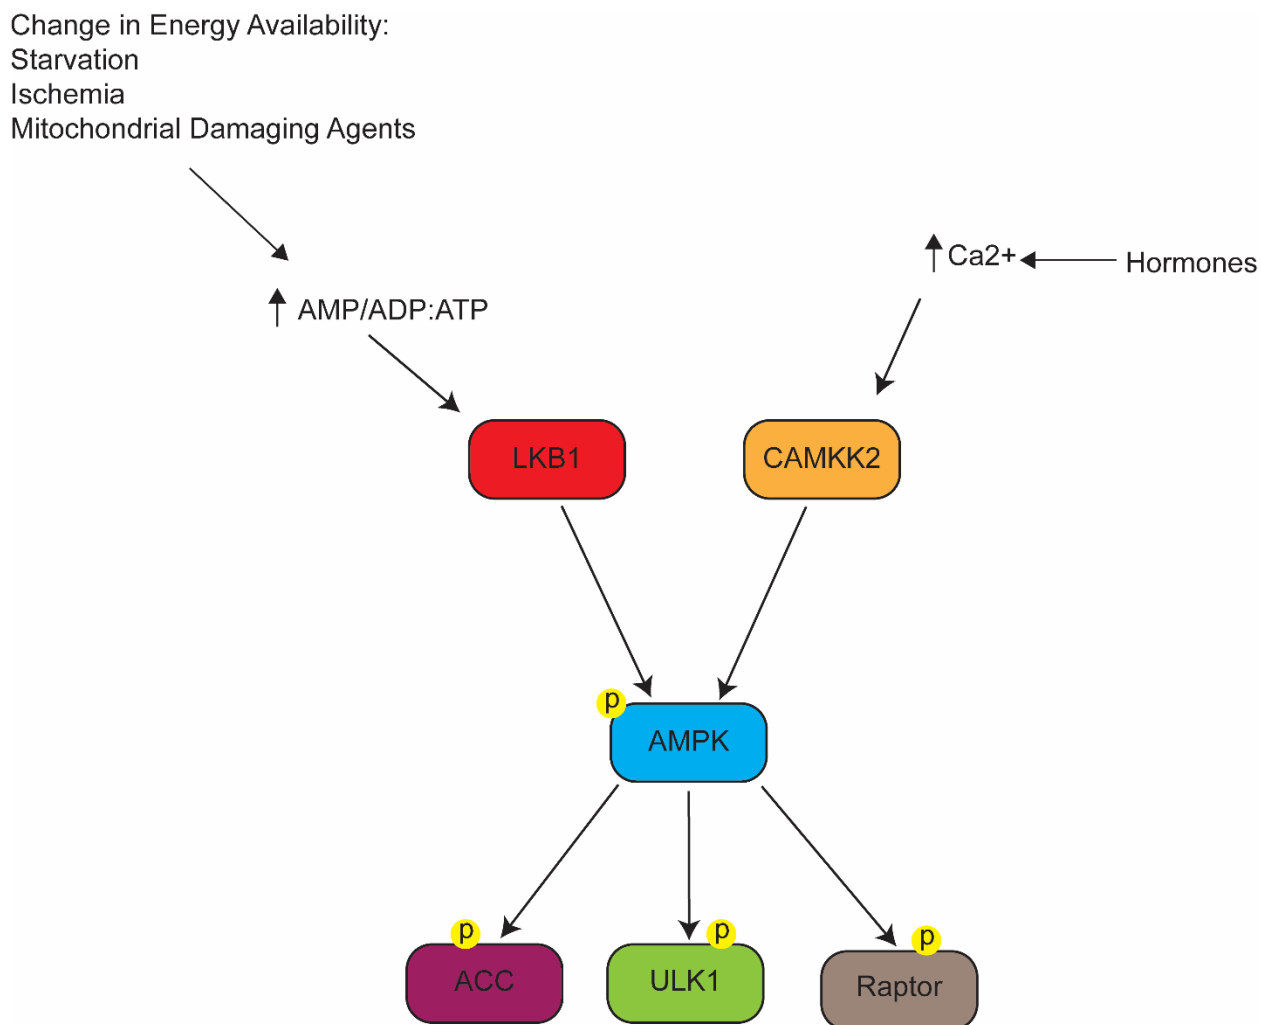 Change in Energy Availability:
Starvation
Ischemia
Mitochondrial Damaging Agents
Ca2+
Hormones
AMP/ADP:ATP
LKB1
CAMKK2
p
AMPK
p
p
p
ACC
ULK1
Raptor